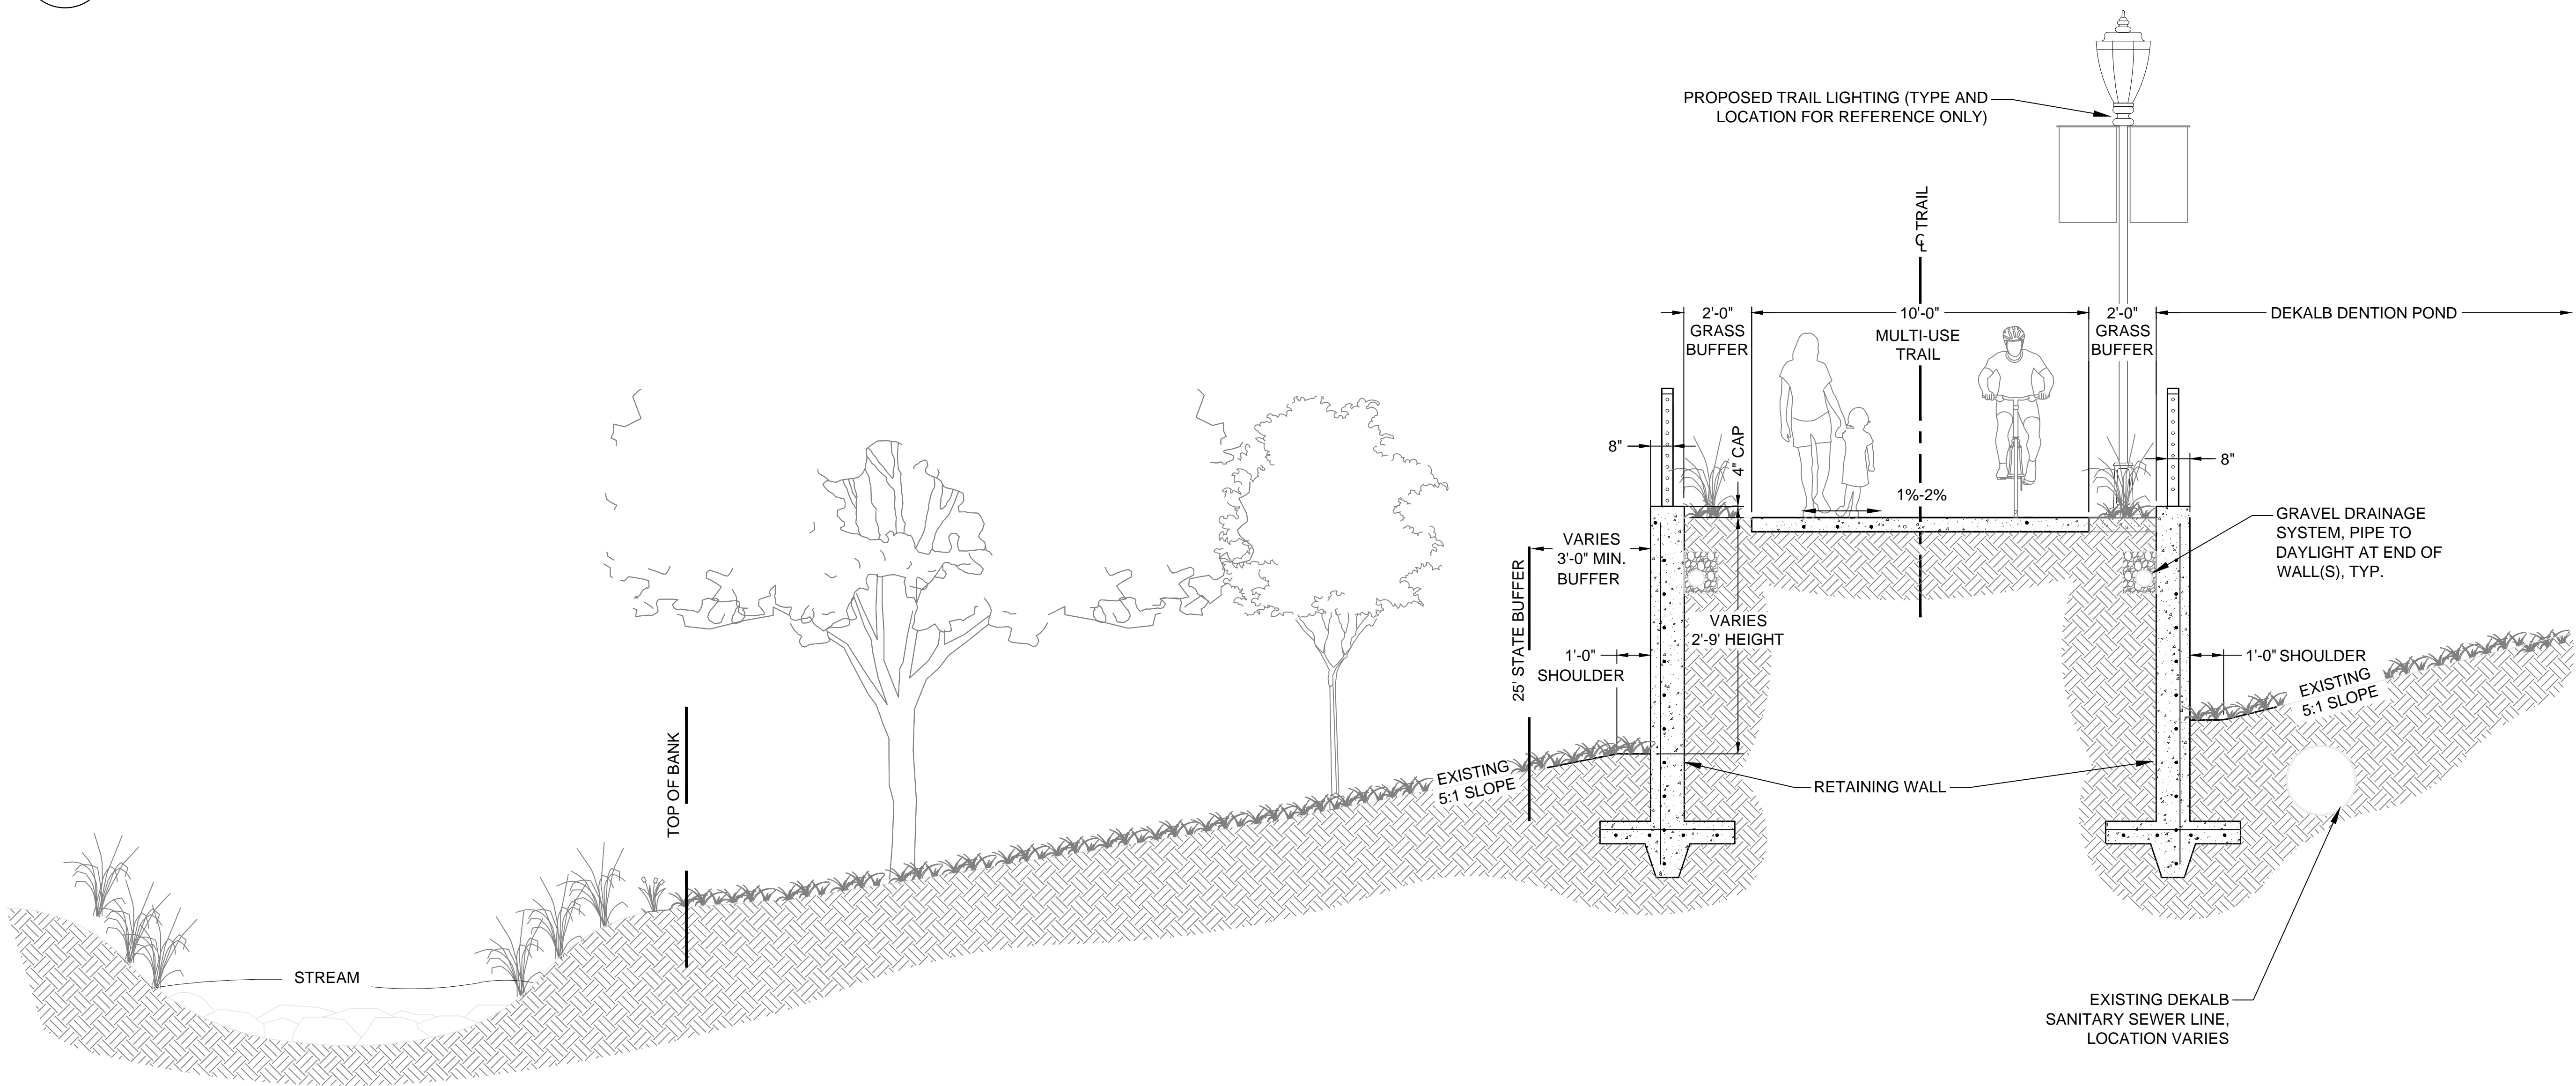 PROPOSED TRAIL LIGHTING (TYPE AND
LOCATION FOR REFERENCE ONLY)
℄ TRAIL
2'-0"
GRASS
BUFFER
10'-0"
MULTI-USE
TRAIL
2'-0"
GRASS
BUFFER
DEKALB DENTION POND
8"
4" CAP
1%-2%
8"
GRAVEL DRAINAGE
SYSTEM, PIPE TO
DAYLIGHT AT END OF
WALL(S), TYP.
VARIES
3'-0" MIN.
BUFFER
25' STATE BUFFER
VARIES
2'-9' HEIGHT
1'-0"
SHOULDER
1'-0" SHOULDER
EXISTING
5:1 SLOPE
TOP OF BANK
EXISTING
5:1 SLOPE
RETAINING WALL
STREAM
EXISTING DEKALB
SANITARY SEWER LINE,
LOCATION VARIES